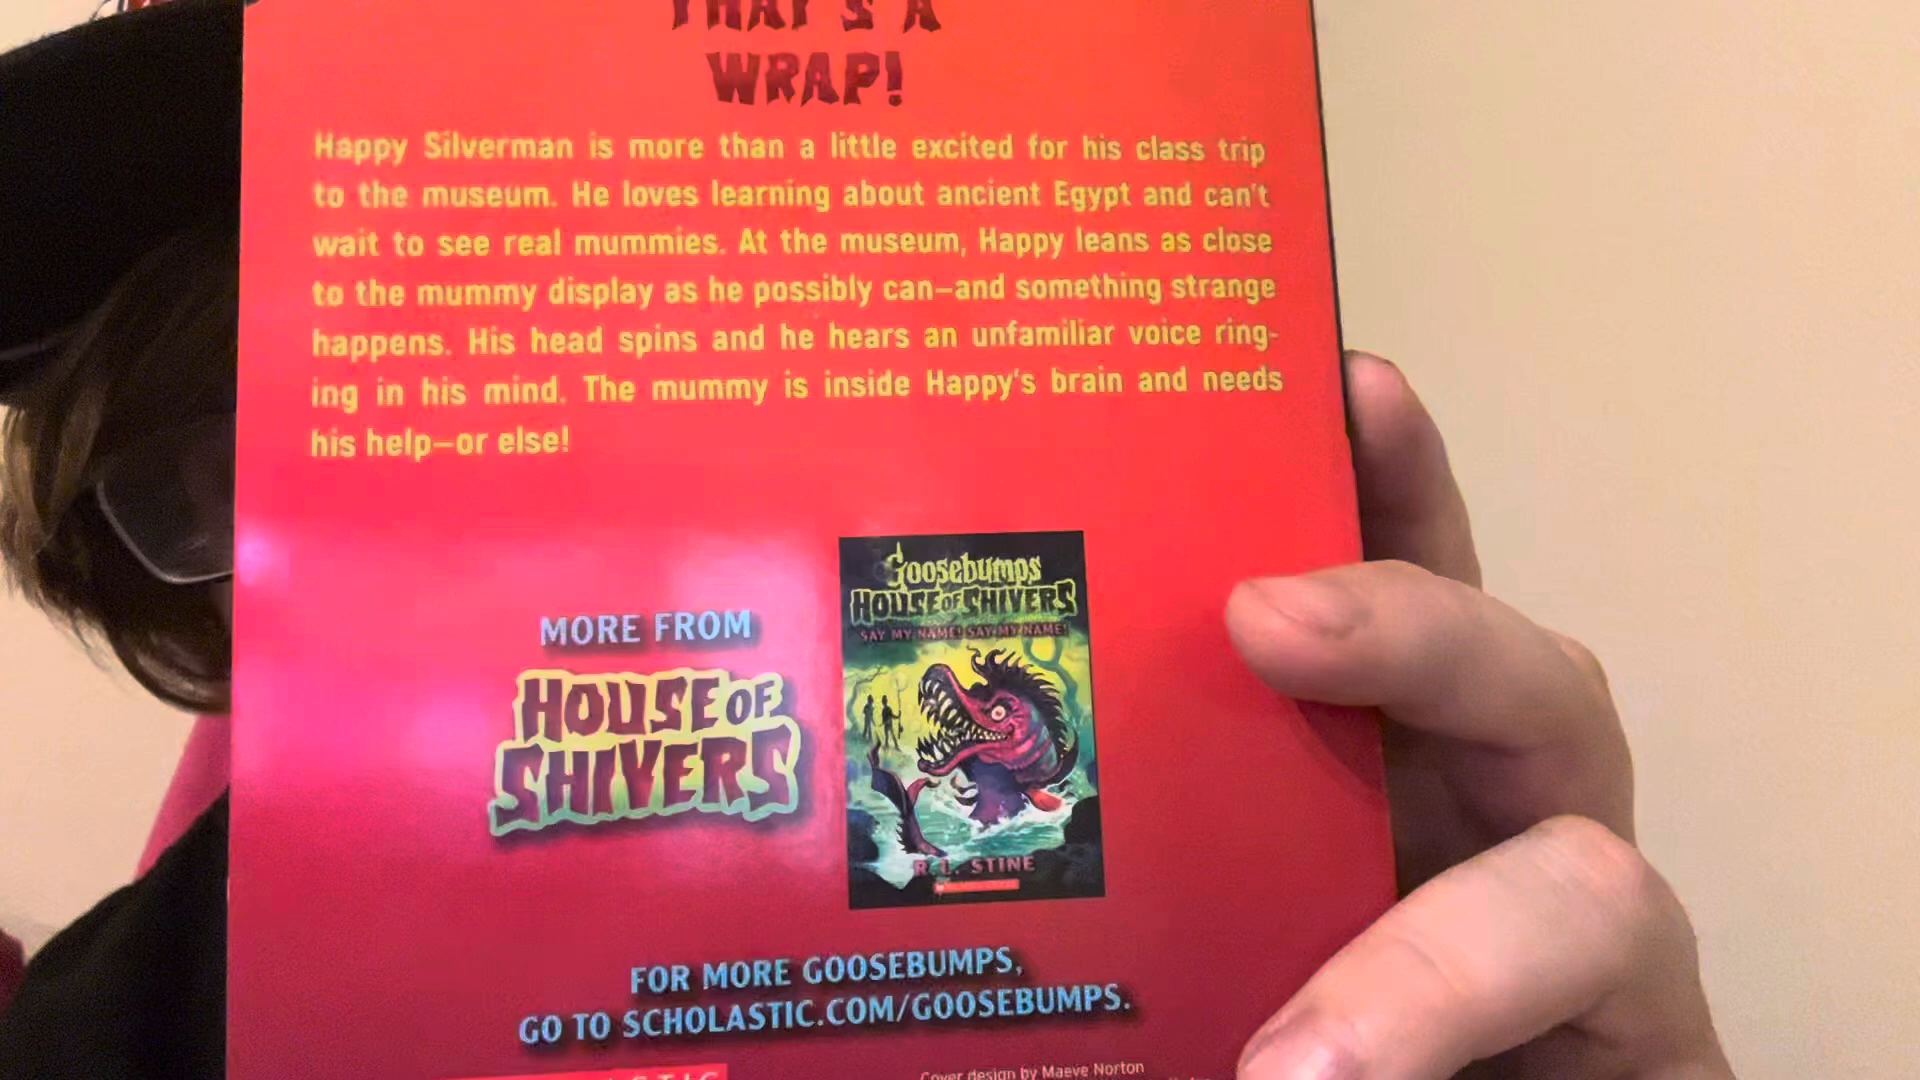 THAT'S A
WRAP!
Happy Silverman is more than a little excited for his class trip
to the museum. He loves learning about ancient Egypt and can't
wait to see real mummies. At the museum, Happy leans as close
to the mummy display as he possibly can—and something strange
happens. His head spins and he hears an unfamiliar voice ring-
ing in his mind. The mummy is inside Happy's brain and needs
his help—or else!
MORE FROM
HOUSE OF
SHIVERS
Goosebumps
HOUSE OF SHIVERS
SAY MY NAME! SAY MY NAME!
R.L. STINE
FOR MORE GOOSEBUMPS,
GO TO SCHOLASTIC.COM/GOOSEBUMPS.
Cover design by Maeve Norton